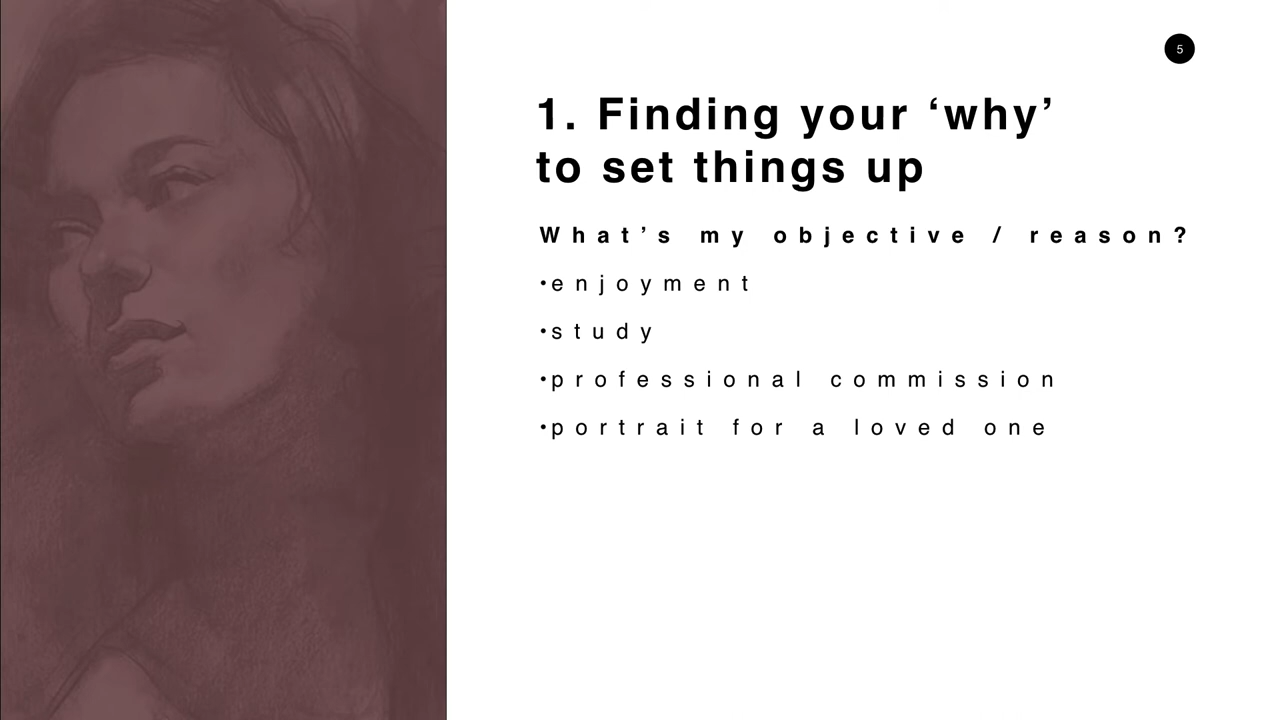 5
1. Finding your ‘why’
to set things up
What’s my objective / reason?
•enjoyment
•study
•professional commission
•portrait for a loved one